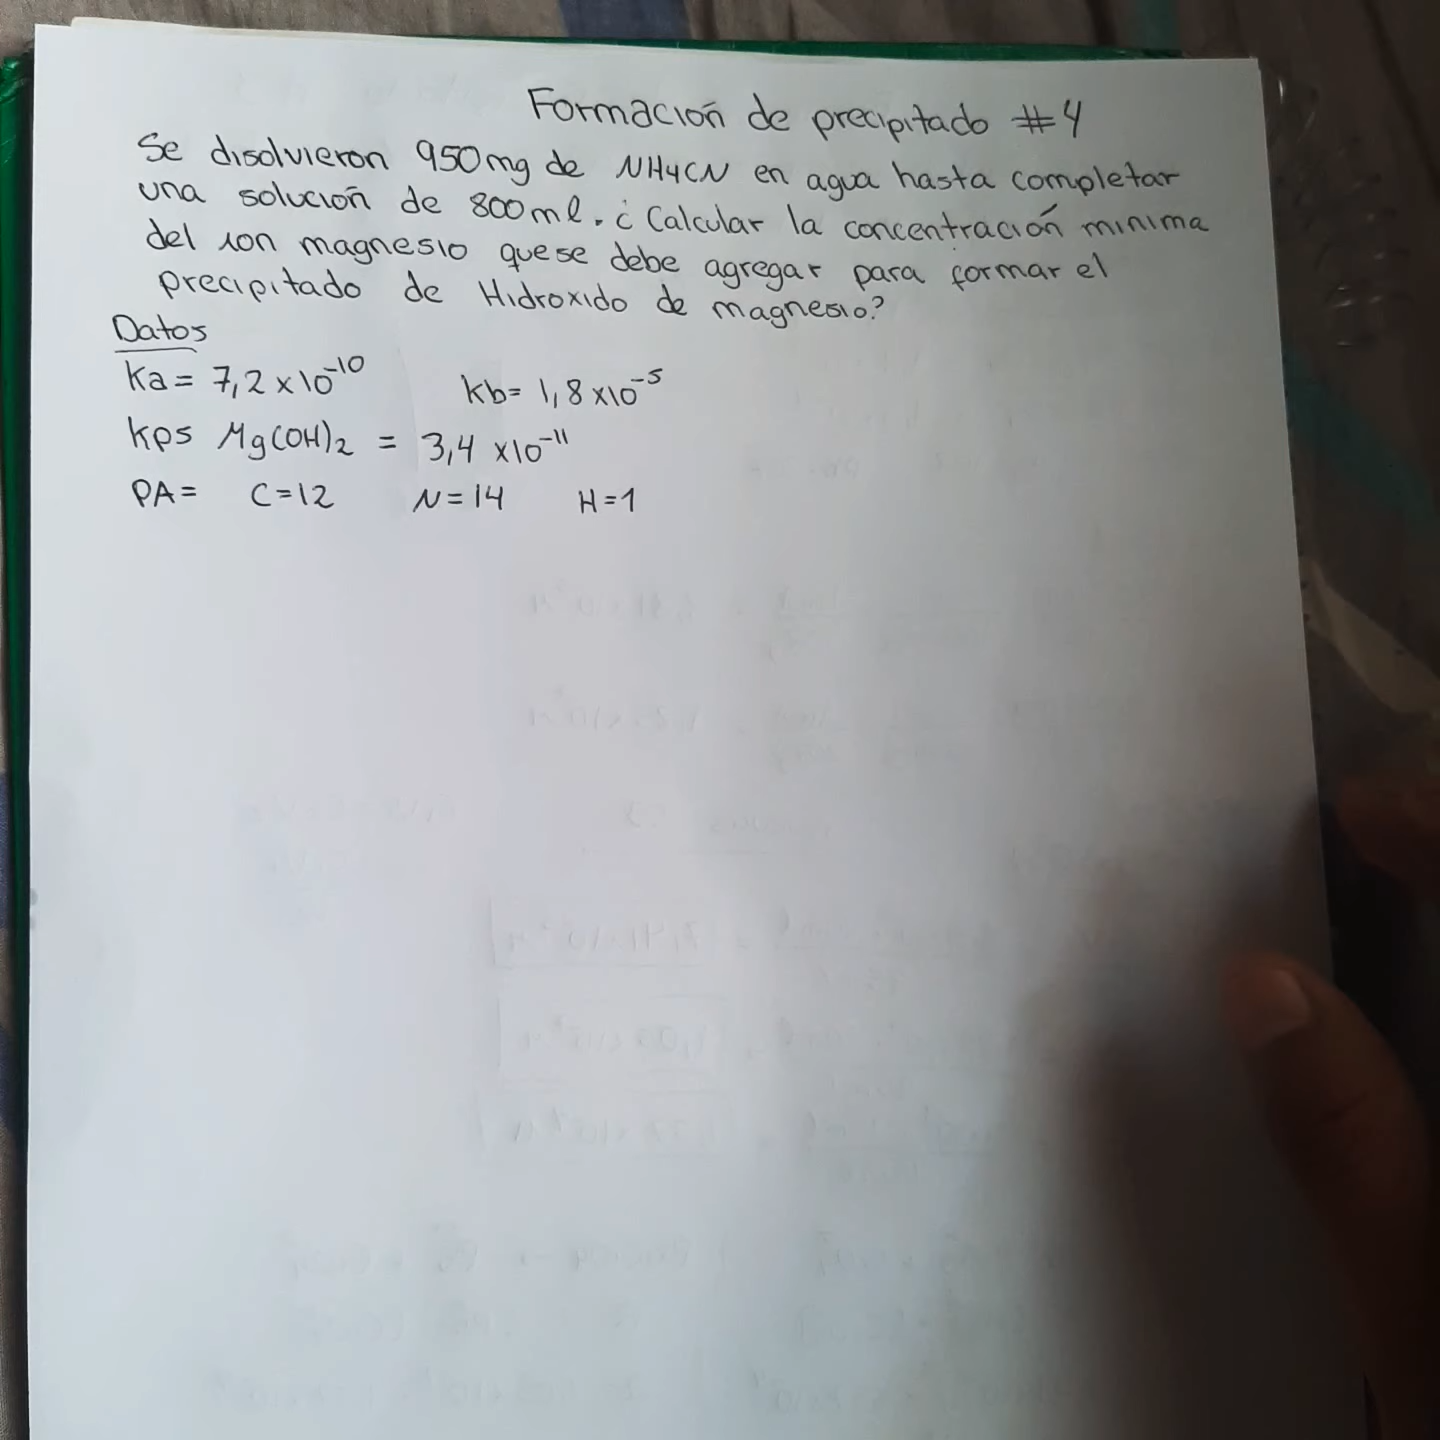 Formación de precipitado #4
Se disolvieron 950mg de NH4CN en agua hasta completar
una solución de 800ml. ¿ Calcular la concentración minima
del ion magnesio que se debe agregar para formar el
precipitado de Hidroxido de magnesio?
Datos
Ka = 7,2 x 10⁻¹⁰ Kb = 1,8 x 10⁻⁵
Kps Mg(OH)₂ = 3,4 x 10⁻¹¹
PA = C = 12 N = 14 H = 1